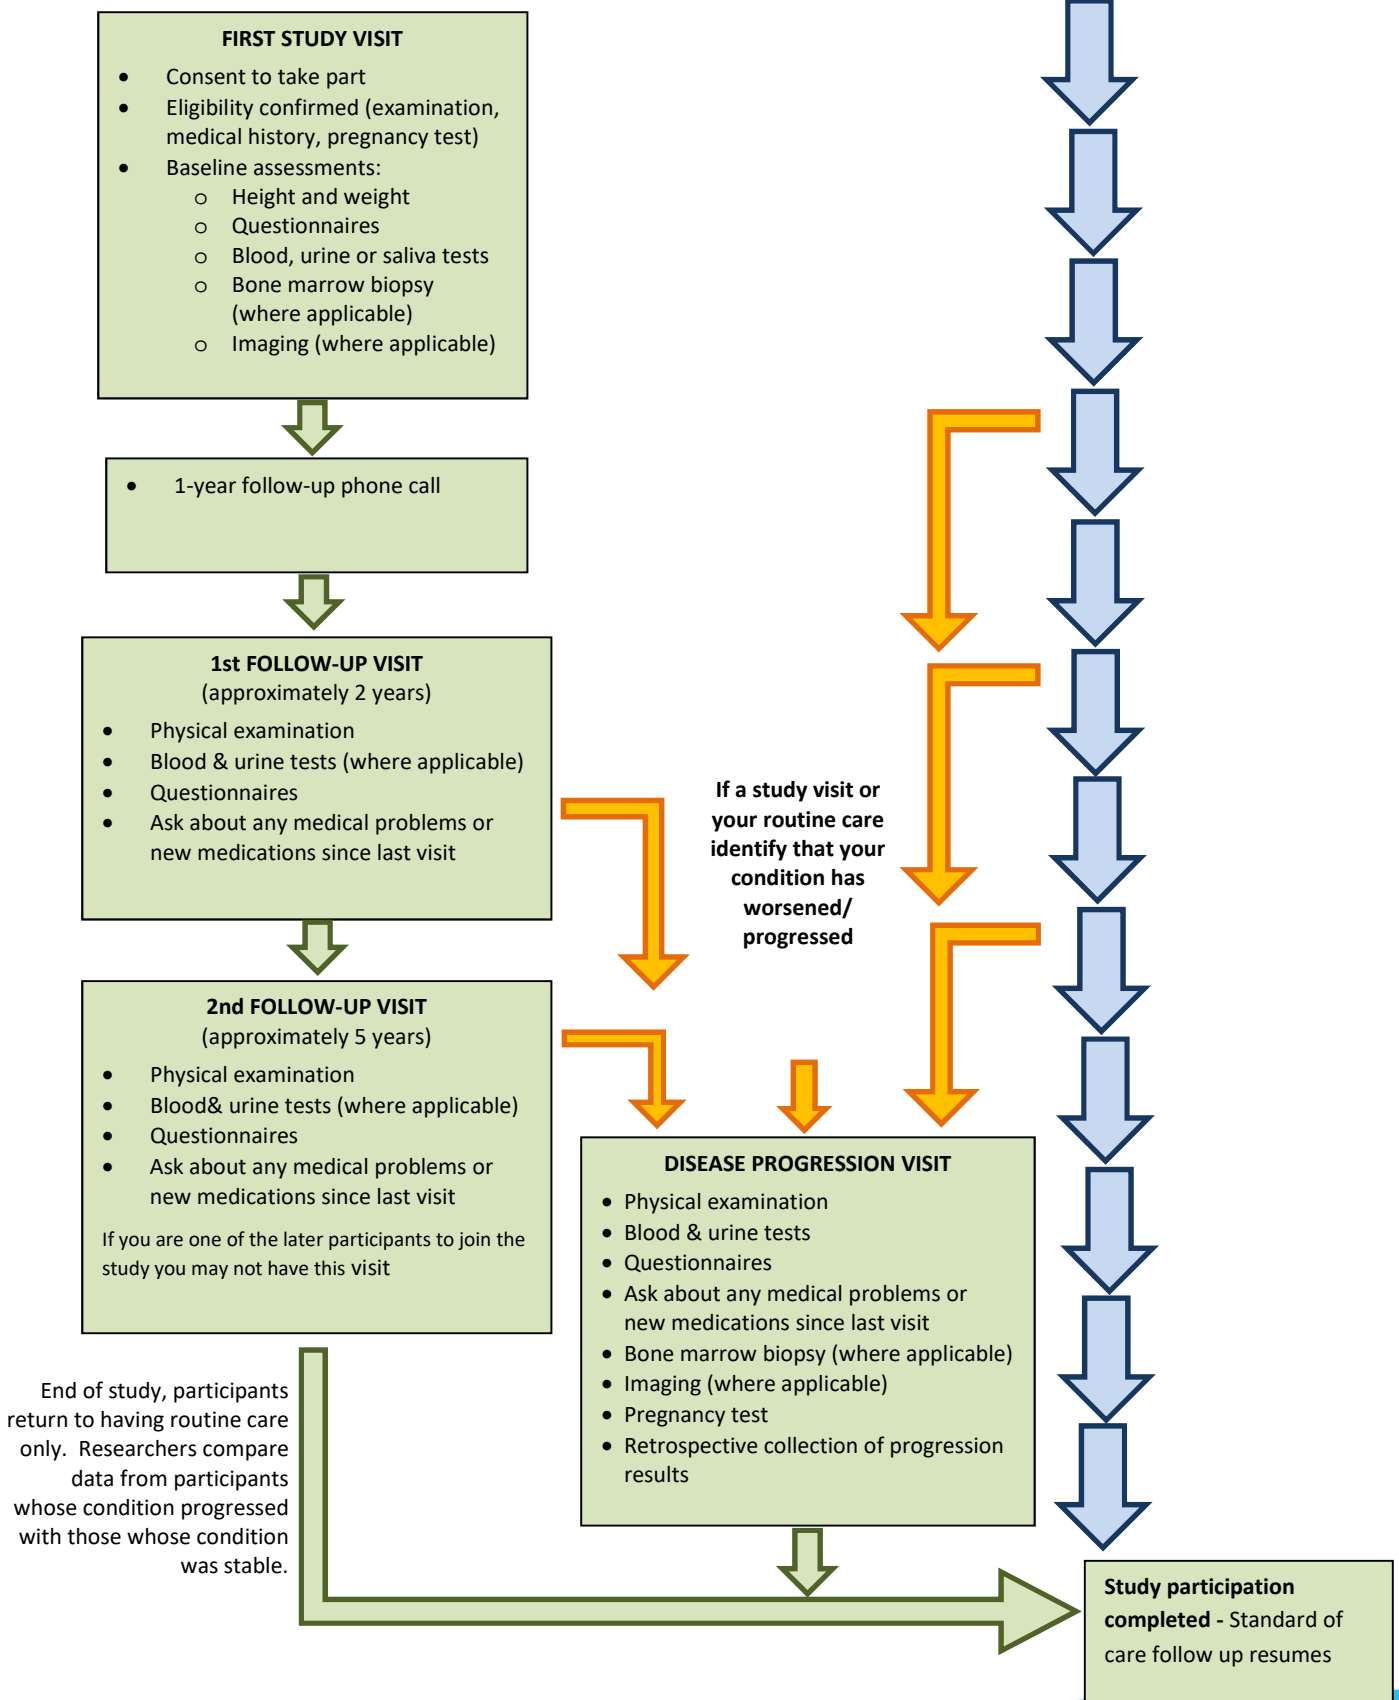 FIRST STUDY VISIT
• Consent to take part
• Eligibility confirmed (examination,
medical history, pregnancy test)
• Baseline assessments:
o Height and weight
o Questionnaires
o Blood, urine or saliva tests
o Bone marrow biopsy
(where applicable)
o Imaging (where applicable)
• 1-year follow-up phone call
1st FOLLOW-UP VISIT
(approximately 2 years)
• Physical examination
• Blood & urine tests (where applicable)
• Questionnaires
• Ask about any medical problems or
new medications since last visit
If a study visit or
your routine care
identify that your
condition has
worsened/
progressed
2nd FOLLOW-UP VISIT
(approximately 5 years)
• Physical examination
• Blood& urine tests (where applicable)
• Questionnaires
• Ask about any medical problems or
new medications since last visit
If you are one of the later participants to join the
study you may not have this visit
DISEASE PROGRESSION VISIT
• Physical examination
• Blood & urine tests
• Questionnaires
• Ask about any medical problems or
new medications since last visit
• Bone marrow biopsy (where applicable)
• Imaging (where applicable)
• Pregnancy test
• Retrospective collection of progression
results
End of study, participants
return to having routine care
only. Researchers compare
data from participants
whose condition progressed
with those whose condition
was stable.
Study participation
completed - Standard of
care follow up resumes